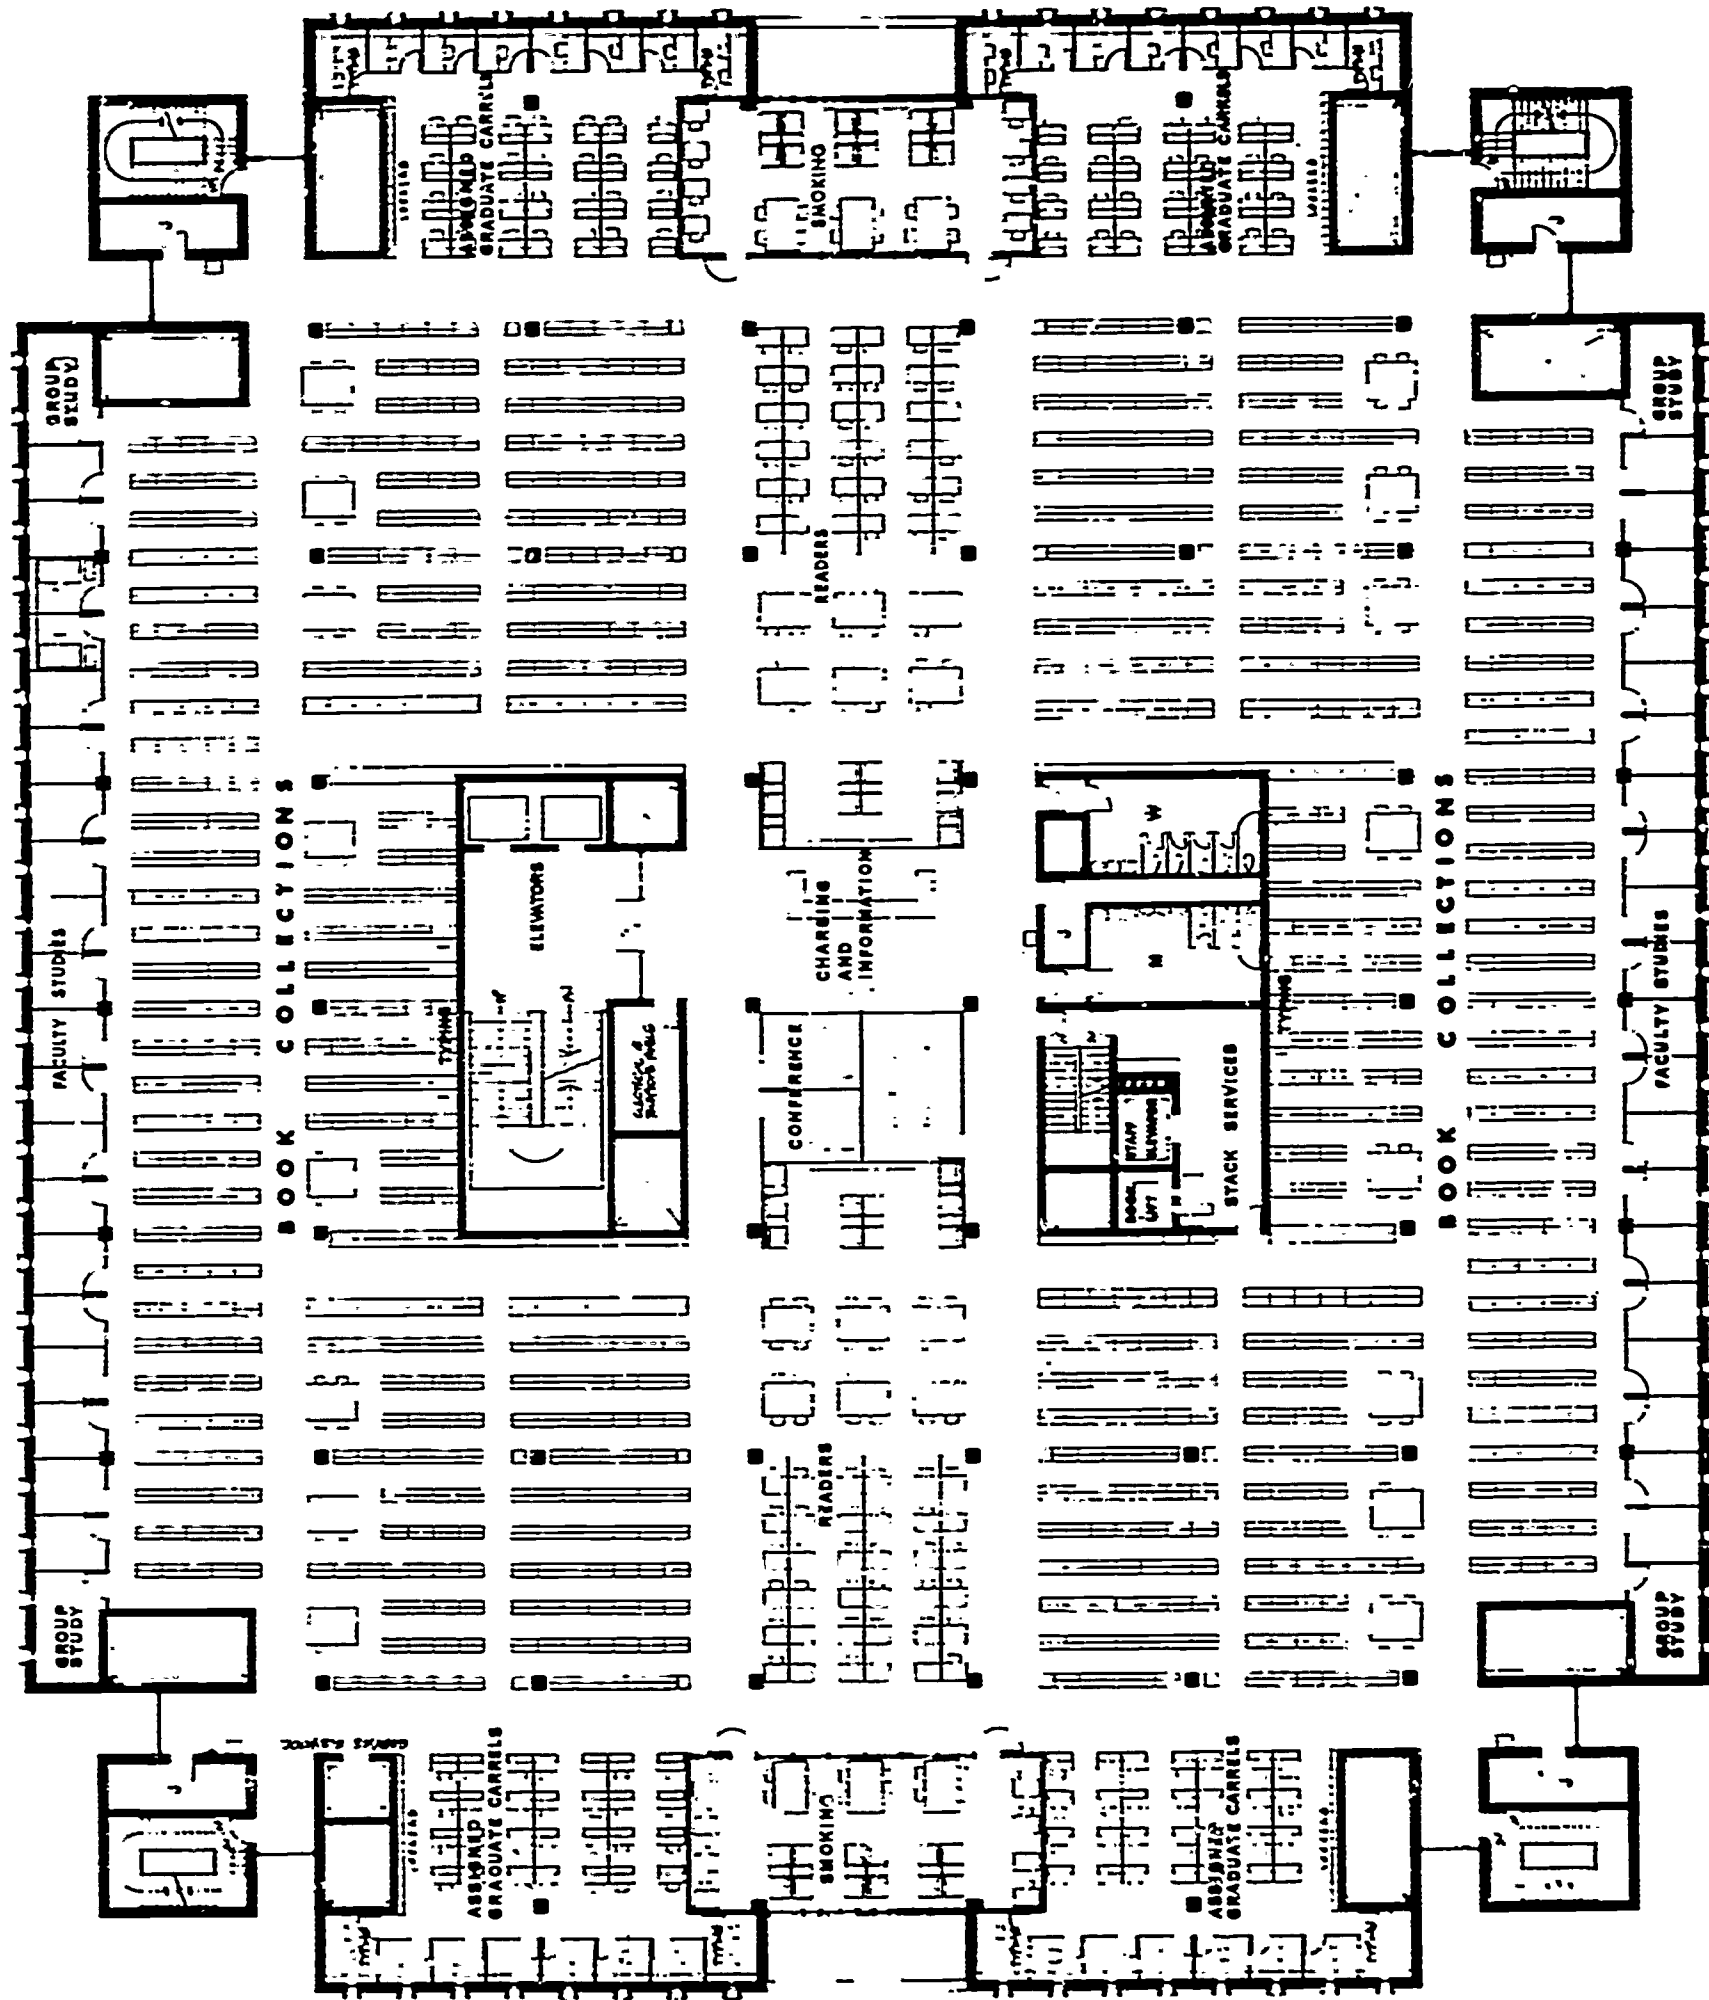 ASSIGNED
GRADUATE CARRELS
SMOKING
ASSIGNED
GRADUATE CARRELS
GROUP
STUDY
GROUP
STUDY
READERS
BOOK COLLECTIONS
FACULTY STUDIES
TYPING
ELEVATORS
CHARGING
AND
INFORMATION
CONFERENCE
W
M
STAFF
ELEVATOR
BOOK
LIFT
STACK SERVICES
TYPING
BOOK COLLECTIONS
FACULTY STUDIES
READERS
GROUP
STUDY
GROUP
STUDY
ASSIGNED
GRADUATE CARRELS
SMOKING
ASSIGNED
GRADUATE CARRELS